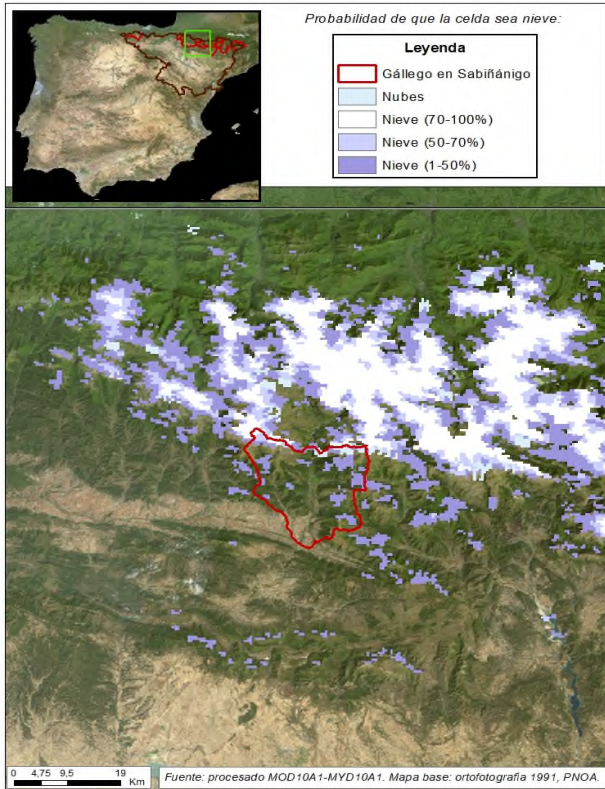 Probabilidad de que la celda sea nieve:
Leyenda
Gállego en Sabiñánigo
Nubes
Nieve (70-100%)
Nieve (50-70%)
Nieve (1-50%)
0 4,75 9,5 19
Km
Fuente: procesado MOD10A1-MYD10A1. Mapa base: ortofotografía 1991, PNOA.